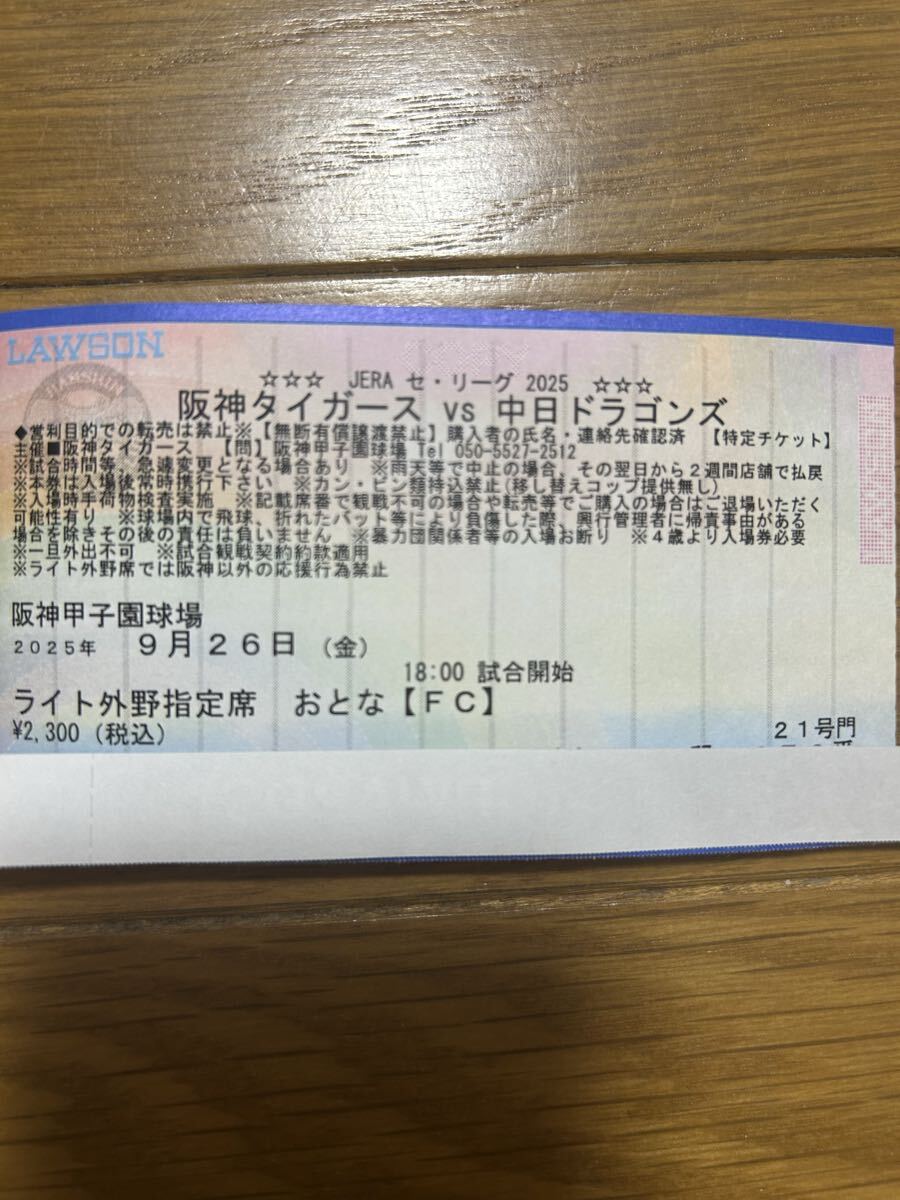 LAWSON
☆☆☆ JERA セ・リーグ 2025 ☆☆☆
阪神タイガース VS 中日ドラゴンズ
◆営利目的での転売は禁止※【無断有償譲渡禁止】購入者の氏名・連絡先確認済 【特定チケット】
主催■阪神タイガース【問】阪神甲子園球場 Tel 050-5527-2512
※試合時間等、急遽変更となる場合あり ※雨天等で中止の場合、その翌日から2週間店舗で払戻
※本券は入場後常時携行下さい ※カン・ビン類持込禁止(移し替えコップ提供無し)
※入場時手荷物検査実施 ※記載席番で観戦不可の場合や転売等でご購入の場合はご退場いただく
可能性有り ※球場内で飛球、折れたバット等により負傷した際、興行管理者に帰責事由がある
場合を除きその後の責任は負いません ※暴力団関係者等の入場お断り ※4歳より入場券必要
※一旦外出不可 ※試合観戦契約約款適用
※ライト外野席では阪神以外の応援行為禁止
阪神甲子園球場
2025年 9月26日 (金)
18:00 試合開始
ライト外野指定席 おとな【FC】
¥2,300 (税込)
21号門